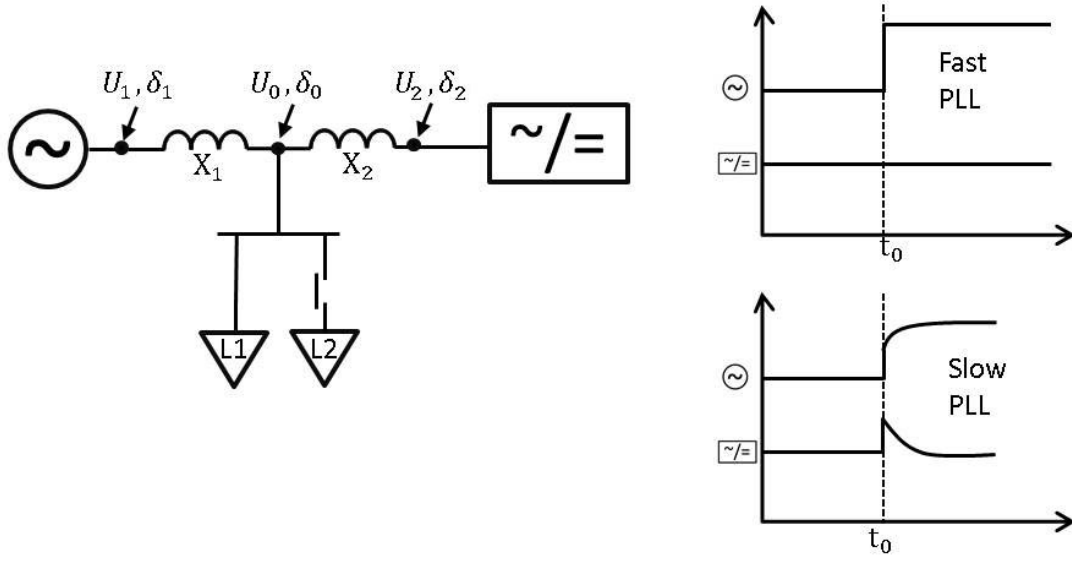 U₁, δ₁
U₀, δ₀
U₂, δ₂
~
X₁
X₂
~/=
L1
L2
Fast
PLL
~
~/=
t₀
Slow
PLL
~
~/=
t₀